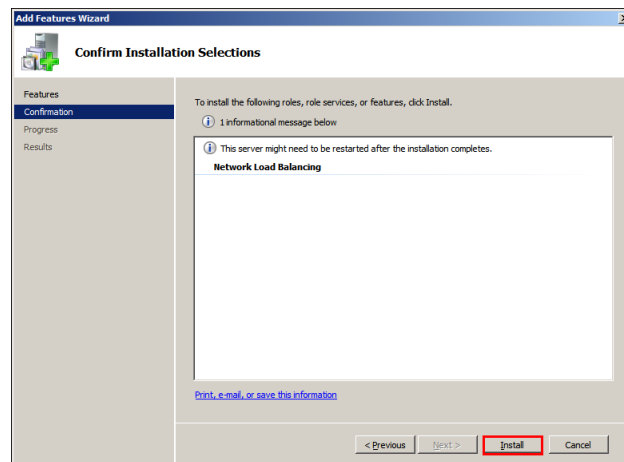 Add Features Wizard
Confirm Installation Selections
Features
Confirmation
Progress
Results
To install the following roles, role services, or features, click Install.
1 informational message below
This server might need to be restarted after the installation completes.
Network Load Balancing
Print, e-mail, or save this information
< Previous
Next >
Install
Cancel